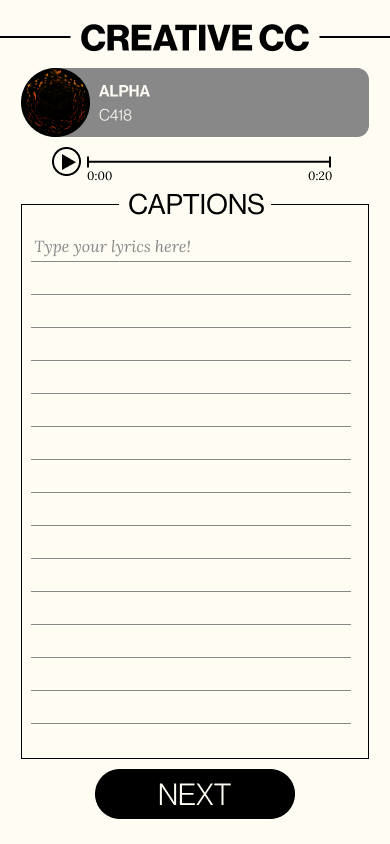 CREATIVE CC
ALPHA
C418
0:00 0:20
CAPTIONS
Type your lyrics here!
NEXT